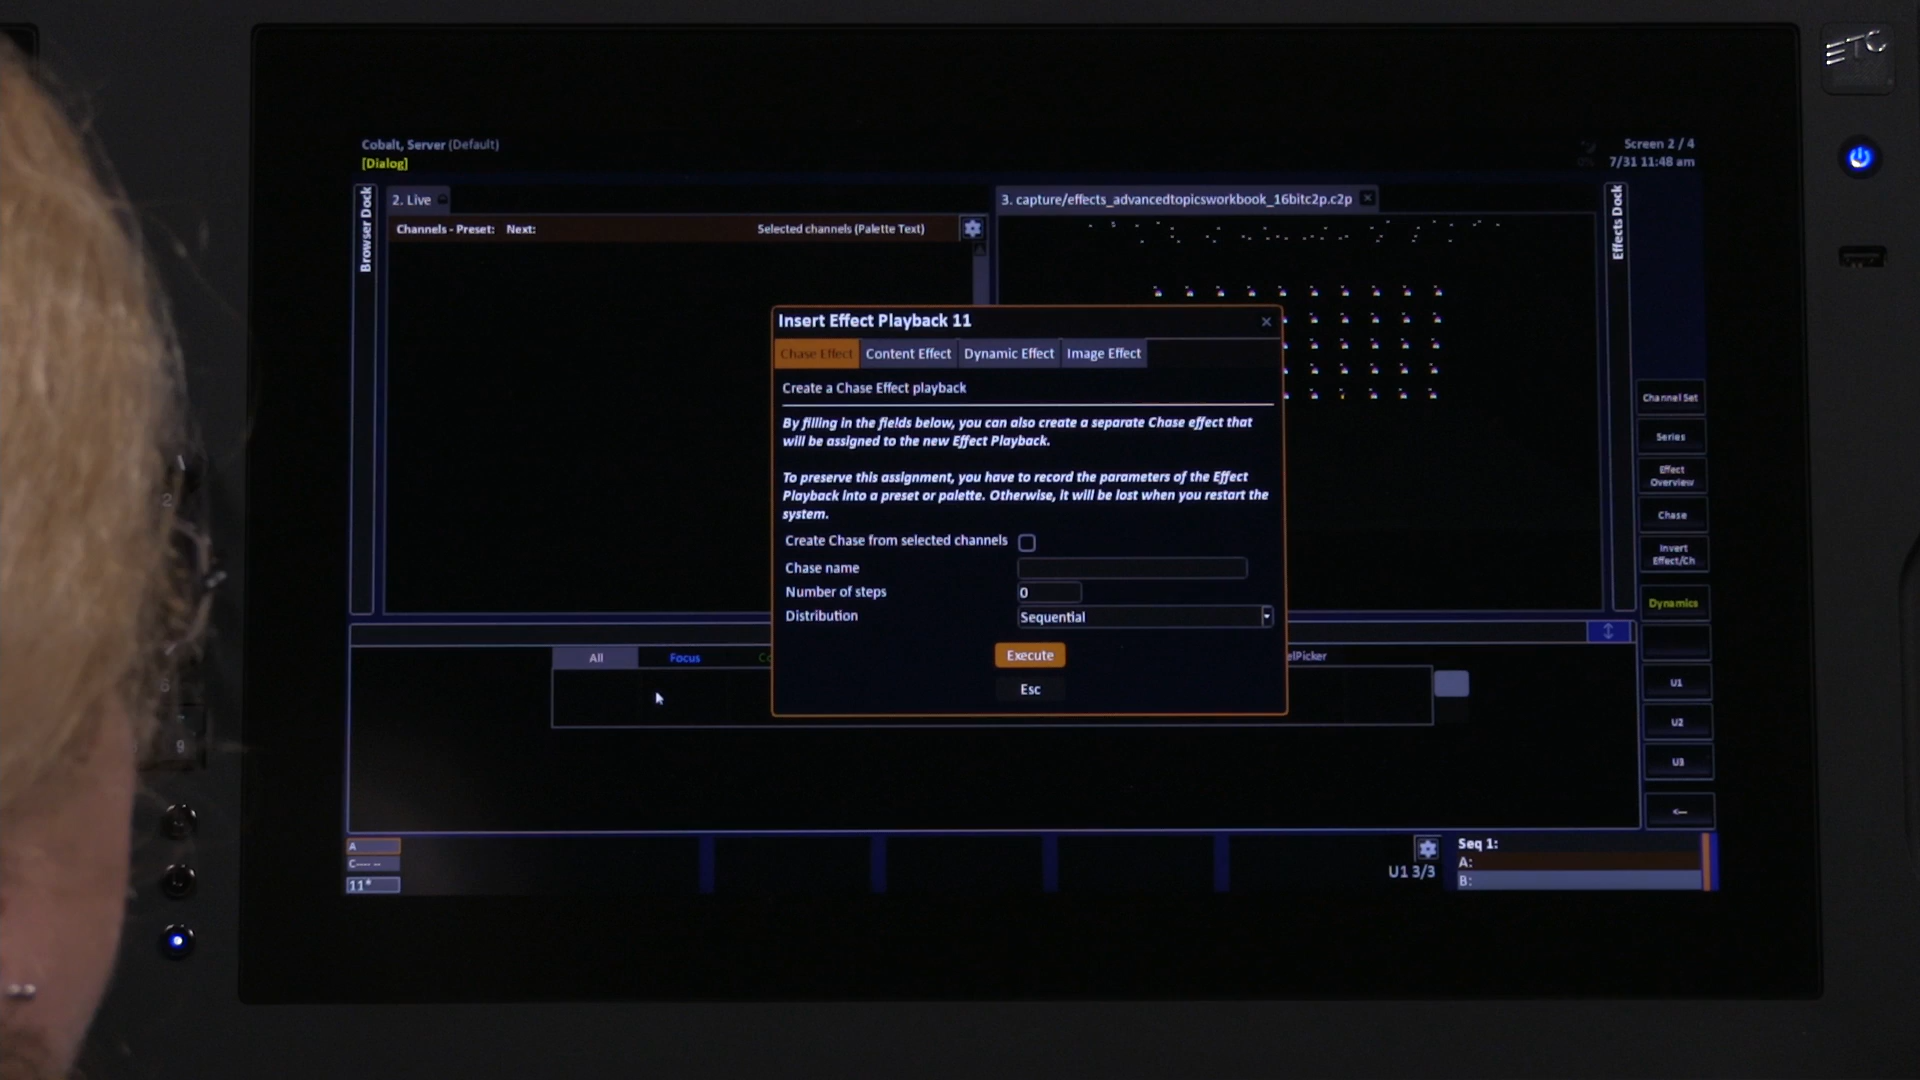 ETC
Cobalt, Server (Default)
[Dialog]
Screen 2 / 4
7/31 11:48 am
Browser Dock
2. Live
3. capture/effects_advancedtopicsworkbook_16bitc2p.c2p
Effects Dock
Channels - Preset: Next:
Selected channels (Palette Text)
Insert Effect Playback 11
Chase Effect
Content Effect
Dynamic Effect
Image Effect
Create a Chase Effect playback
By filling in the fields below, you can also create a separate Chase effect that
will be assigned to the new Effect Playback.
To preserve this assignment, you have to record the parameters of the Effect
Playback into a preset or palette. Otherwise, it will be lost when you restart the
system.
Create Chase from selected channels
Chase name
Number of steps 0
Distribution Sequential
Execute
Esc
Channel Set
Series
Effect
Overview
Chase
Invert
Effect/Ch
Dynamics
U1
U2
U3
<--
All
Focus
Co
elPicker
A
C---- --
11*
U1 3/3
Seq 1:
A:
B:
2
6
9